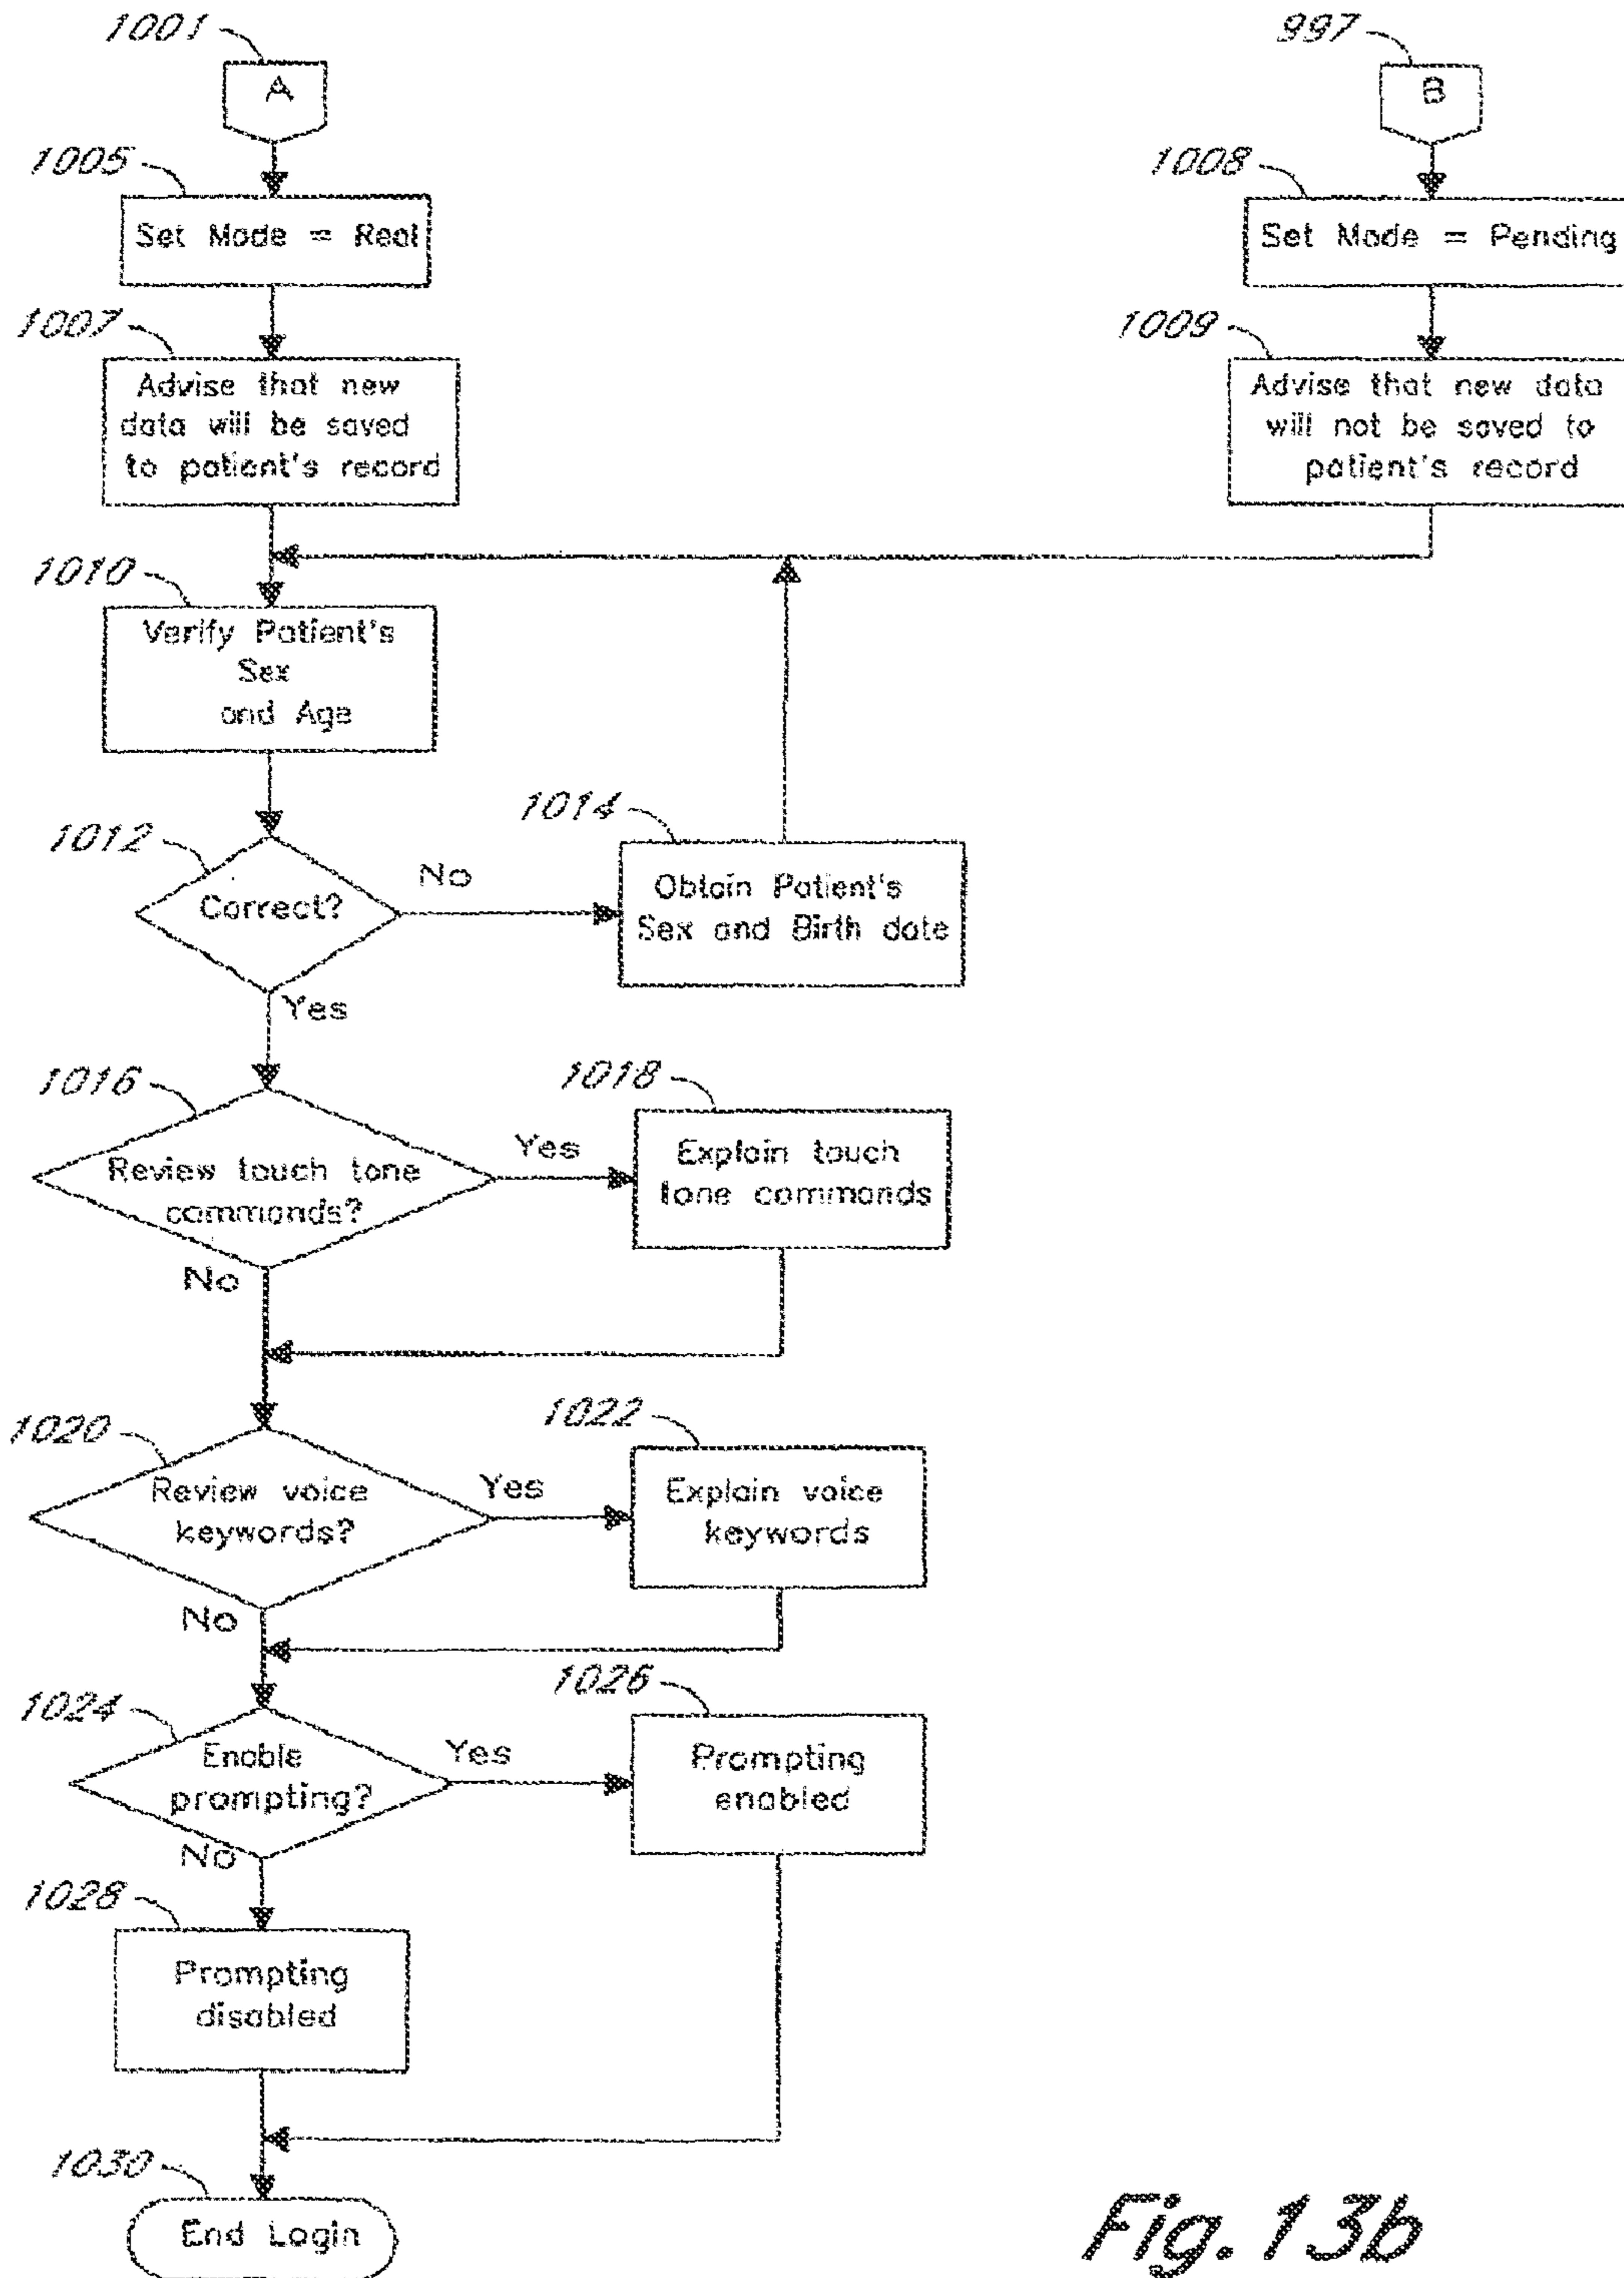 1001
A
997
B
1005
Set Mode = Real
1008
Set Mode = Pending
1007
Advise that new
data will be saved
to patient's record
1009
Advise that new data
will not be saved to
patient's record
1010
Verify Patient's
Sex
and Age
1012
Correct?
No
Yes
1014
Obtain Patient's
Sex and Birth date
1016
Review touch tone
commands?
Yes
No
1018
Explain touch
tone commands
1020
Review voice
keywords?
Yes
No
1022
Explain voice
keywords
1024
Enable
prompting?
Yes
No
1026
Prompting
enabled
1028
Prompting
disabled
1030
End Login
Fig. 13b